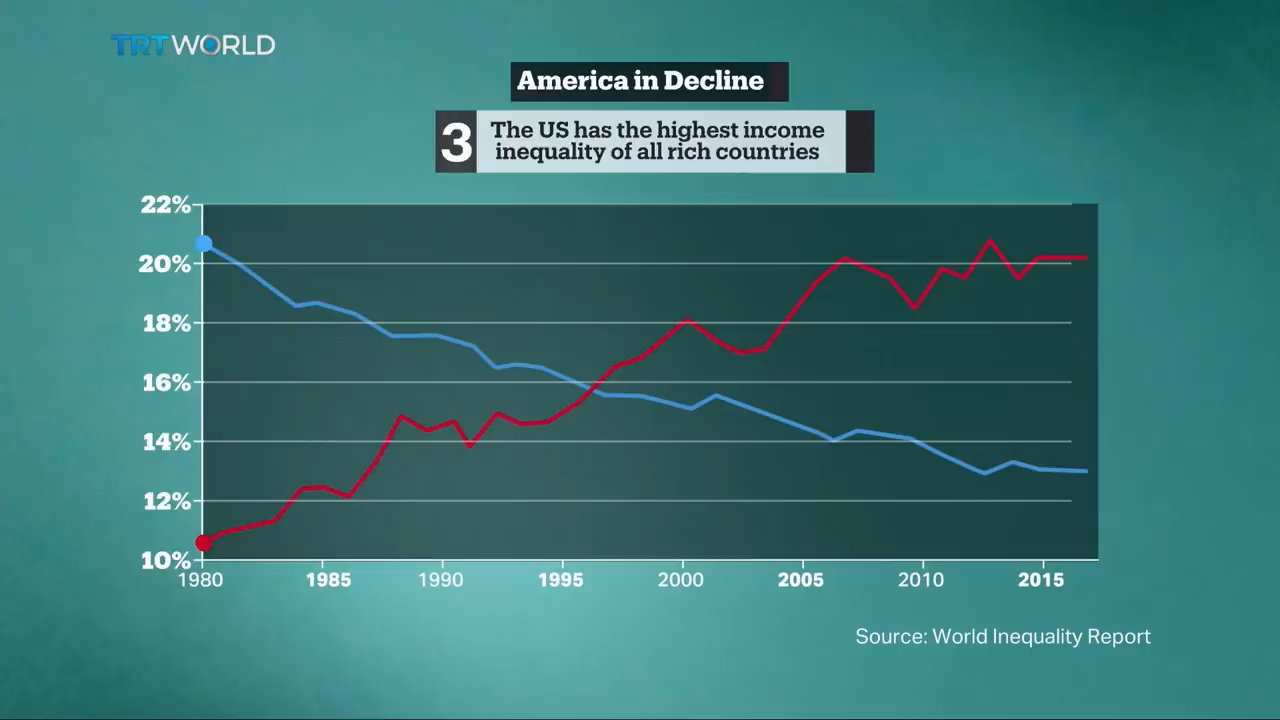 TRT WORLD
America in Decline
3
The US has the highest income
inequality of all rich countries
22%
20%
18%
16%
14%
12%
10%
1980 1985 1990 1995 2000 2005 2010 2015
Source: World Inequality Report